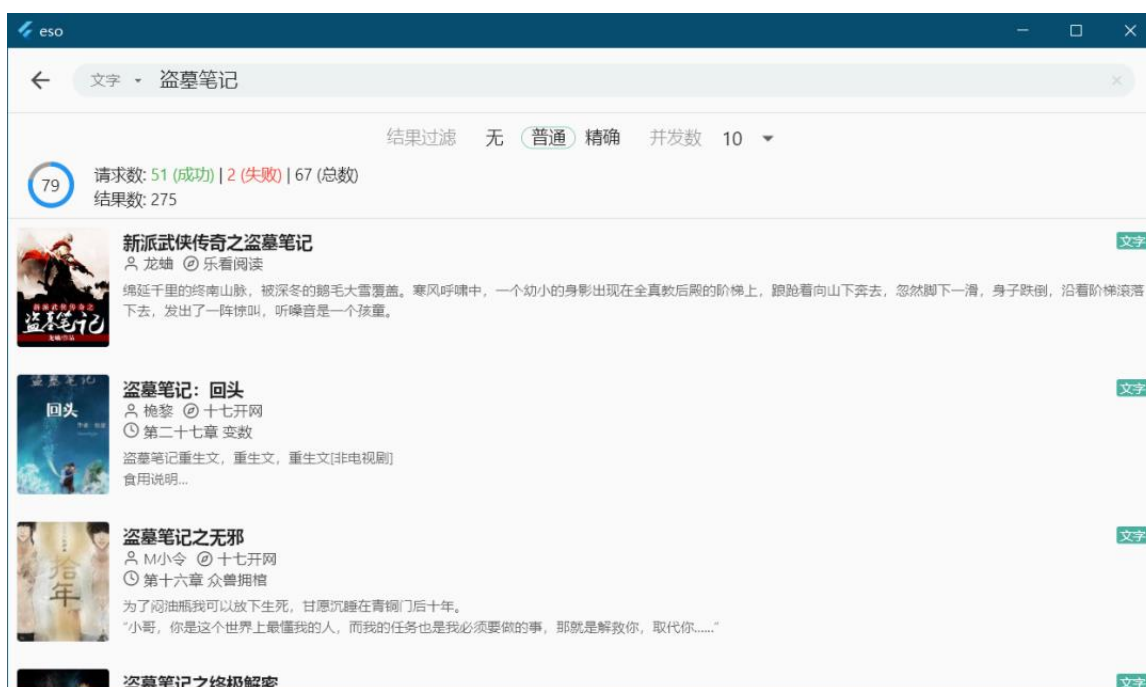 eso
文字 盗墓笔记
结果过滤 无 普通 精确 并发数 10
79
请求数: 51 (成功) | 2 (失败) | 67 (总数)
结果数: 275
新派武侠传奇之盗墓笔记 文字
龙蛐 乐看阅读
绵延千里的终南山脉，被深冬的鹅毛大雪覆盖。寒风呼啸中，一个幼小的身影出现在全真教后殿的阶梯上，踉跄着向山下奔去，忽然脚下一滑，身子跌倒，沿着阶梯滚落
下去，发出了一阵惊叫，听嗓音是一个孩童。
盗墓笔记
盗墓笔记：回头 文字
桅黎 十七开网
第二十七章 变数
盗墓笔记重生文，重生文，重生文[非电视剧]
食用说明...
盗墓笔记
回头
盗墓笔记之无邪 文字
M小令 十七开网
第十六章 众兽拥棺
为了闷油瓶我可以放下生死，甘愿沉睡在青铜门后十年。
“小哥，你是这个世界上最懂我的人，而我的任务也是我必须要做的事，那就是解救你，取代你......”
拾年
盗墓笔记之终极解密 文字